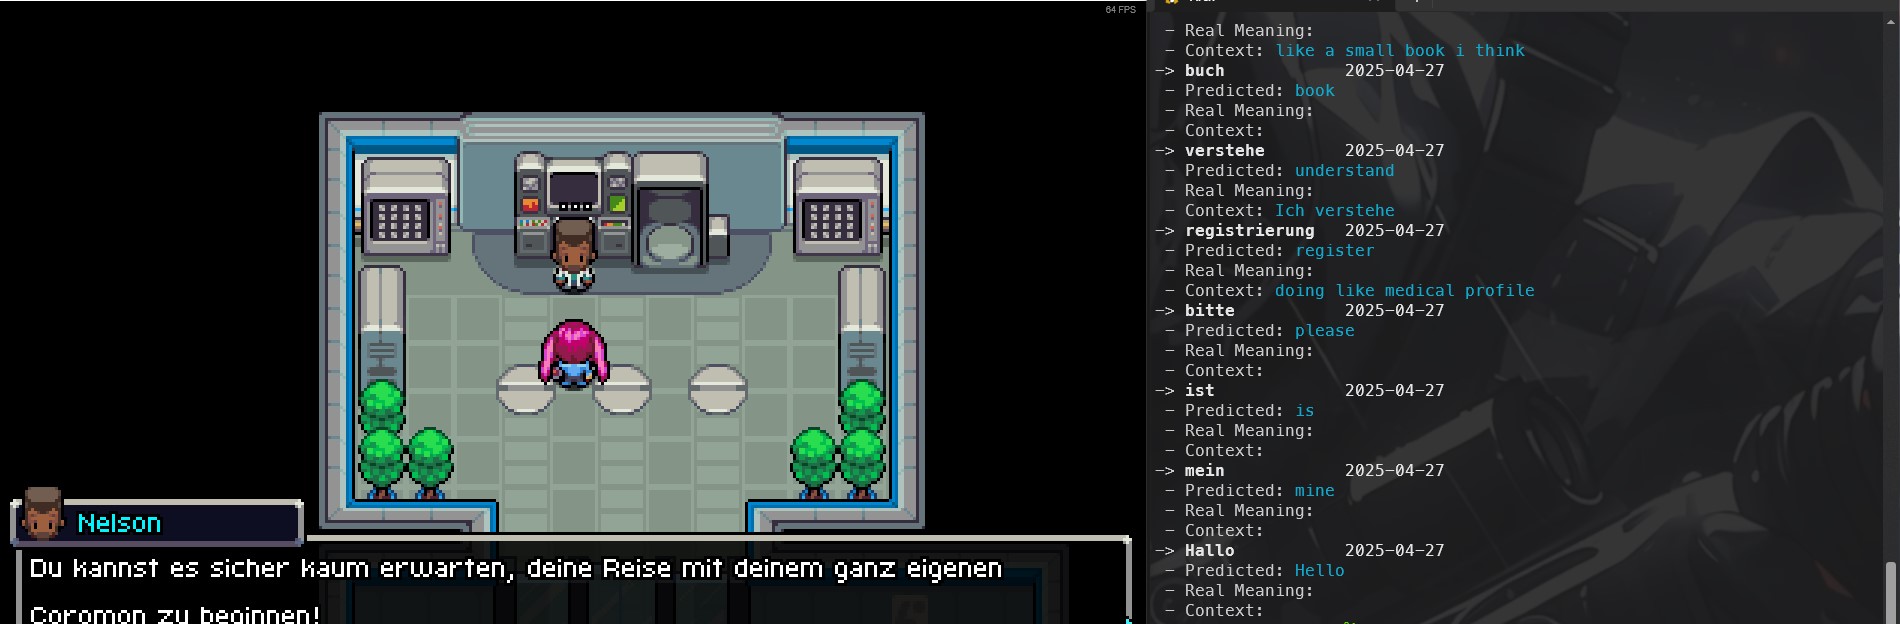 64 FPS
Nelson
Du kannst es sicher kaum erwarten, deine Reise mit deinem ganz eigenen
Coromon zu beginnen!
- Real Meaning:
- Context: like a small book i think
-> buch 2025-04-27
- Predicted: book
- Real Meaning:
- Context:
-> verstehe 2025-04-27
- Predicted: understand
- Real Meaning:
- Context: Ich verstehe
-> registrierung 2025-04-27
- Predicted: register
- Real Meaning:
- Context: doing like medical profile
-> bitte 2025-04-27
- Predicted: please
- Real Meaning:
- Context:
-> ist 2025-04-27
- Predicted: is
- Real Meaning:
- Context:
-> mein 2025-04-27
- Predicted: mine
- Real Meaning:
- Context:
-> Hallo 2025-04-27
- Predicted: Hello
- Real Meaning:
- Context: